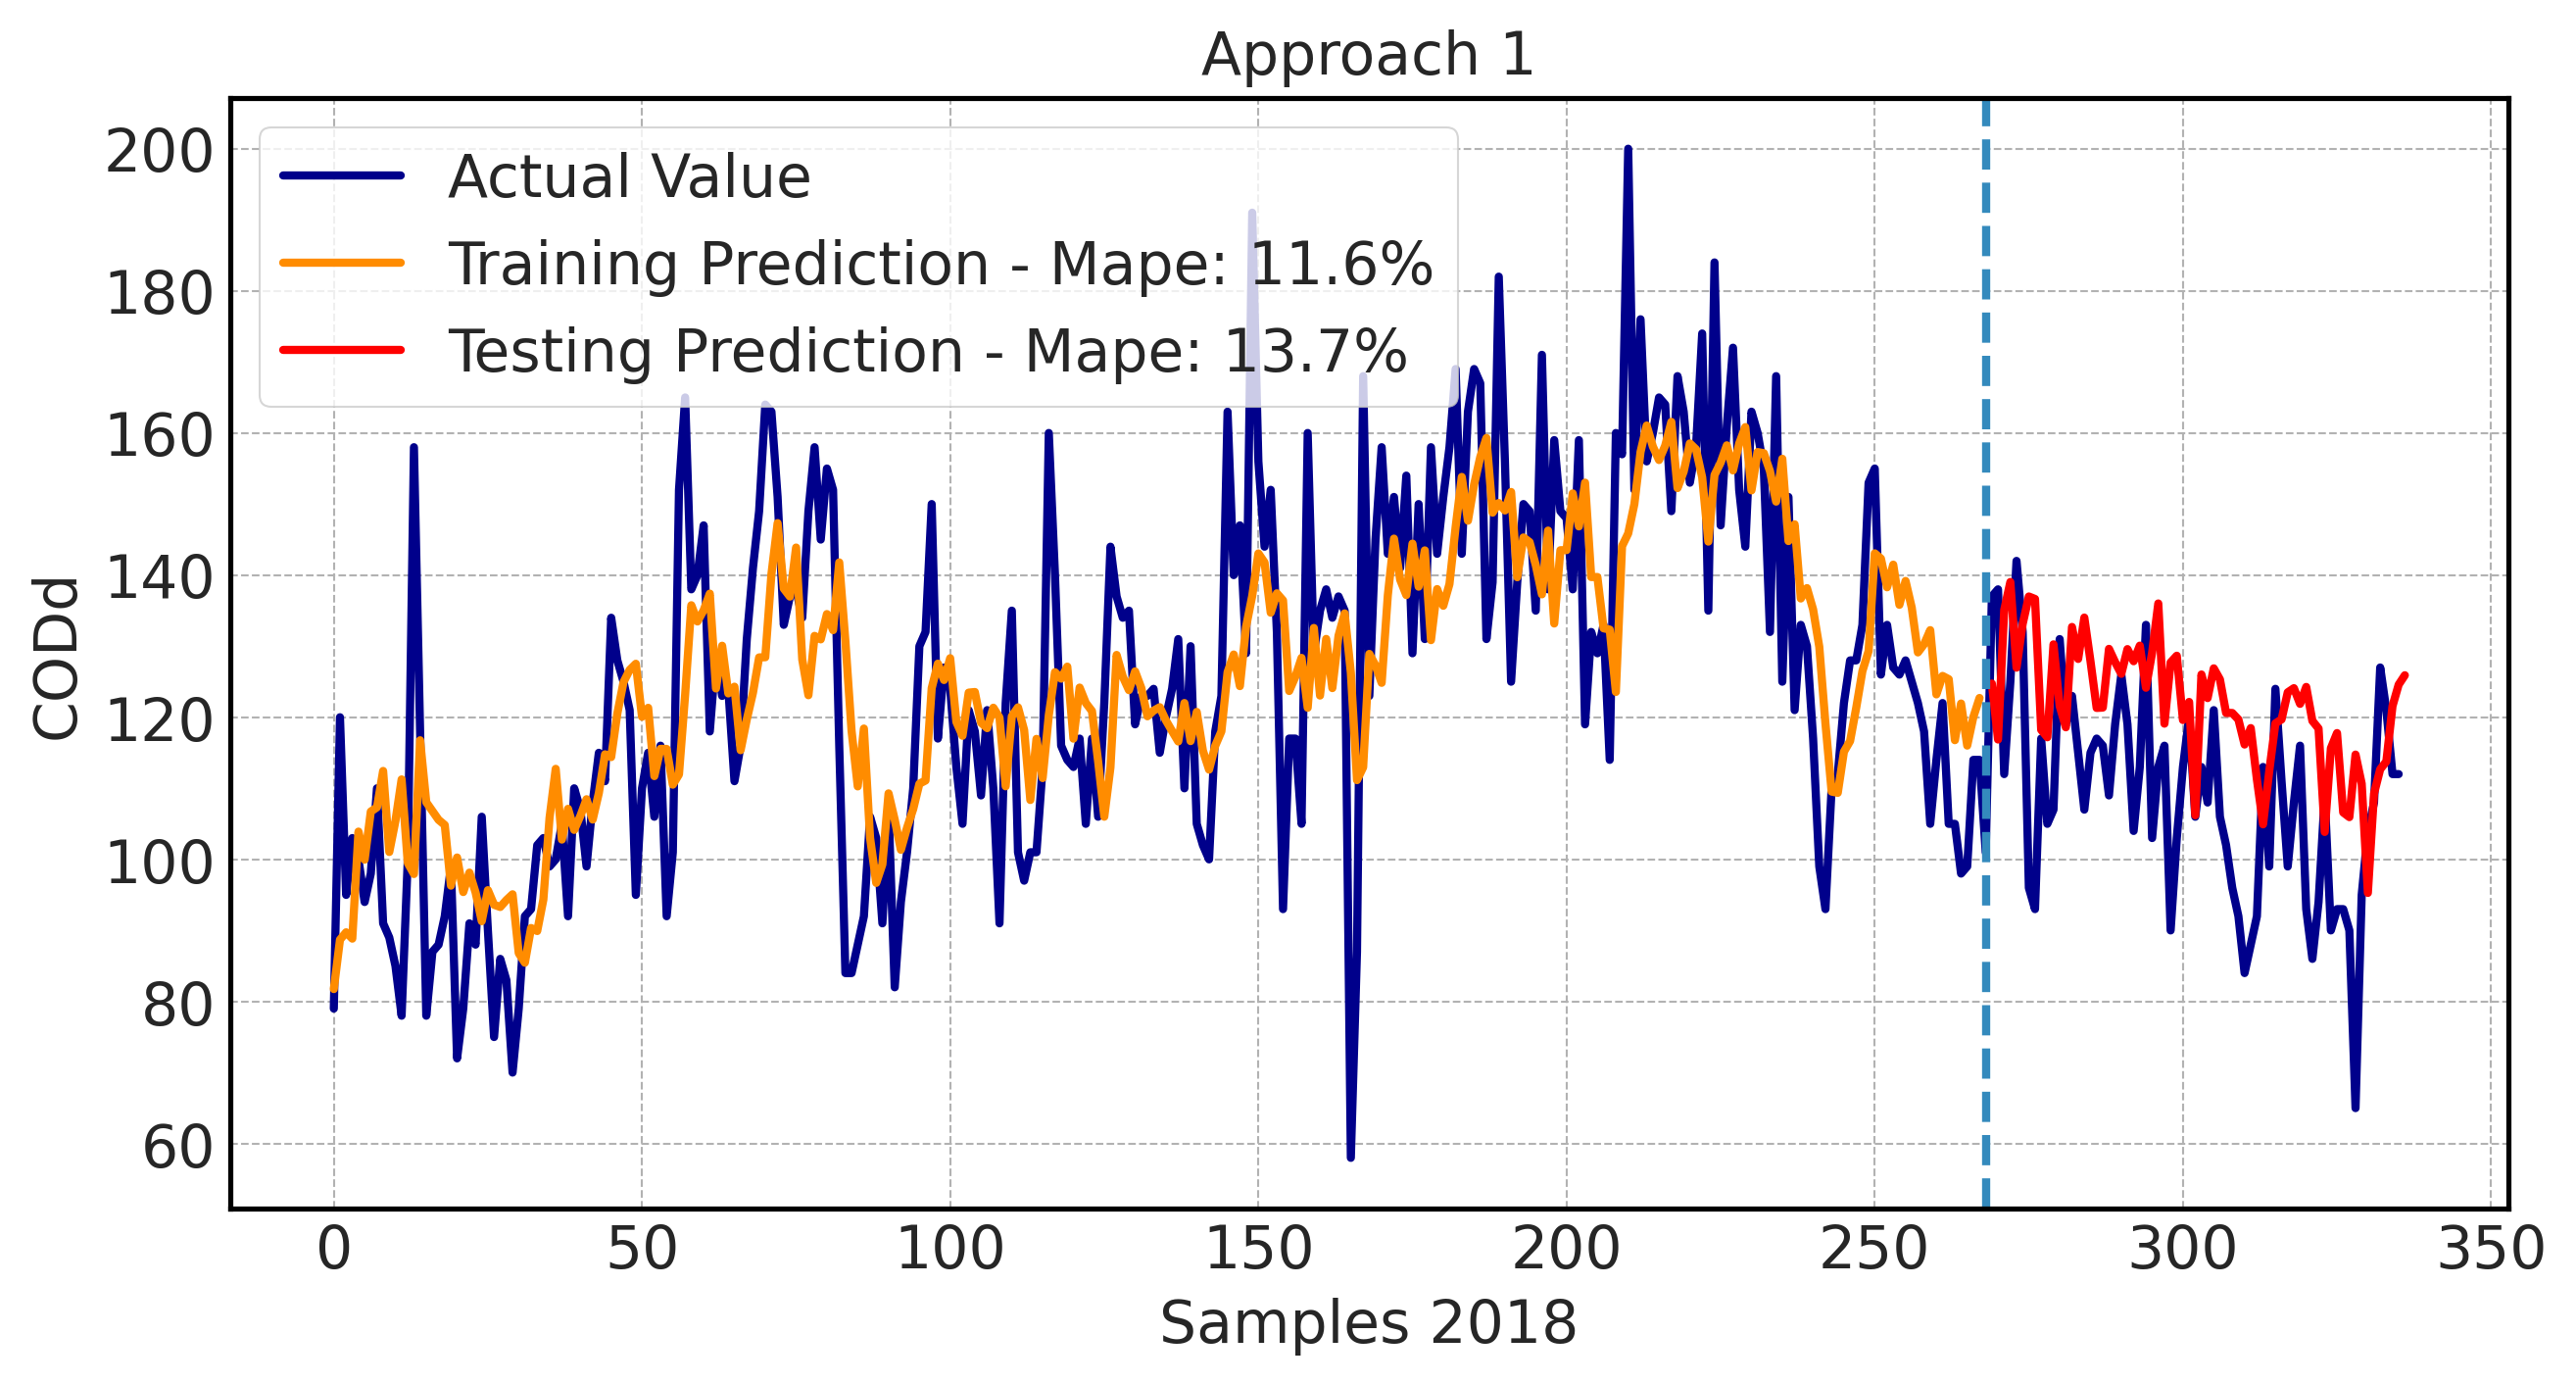 Approach 1
200
180
160
140
120
100
80
60
CODd
Actual Value
Training Prediction - Mape: 11.6%
Testing Prediction - Mape: 13.7%
0 50 100 150 200 250 300 350
Samples 2018